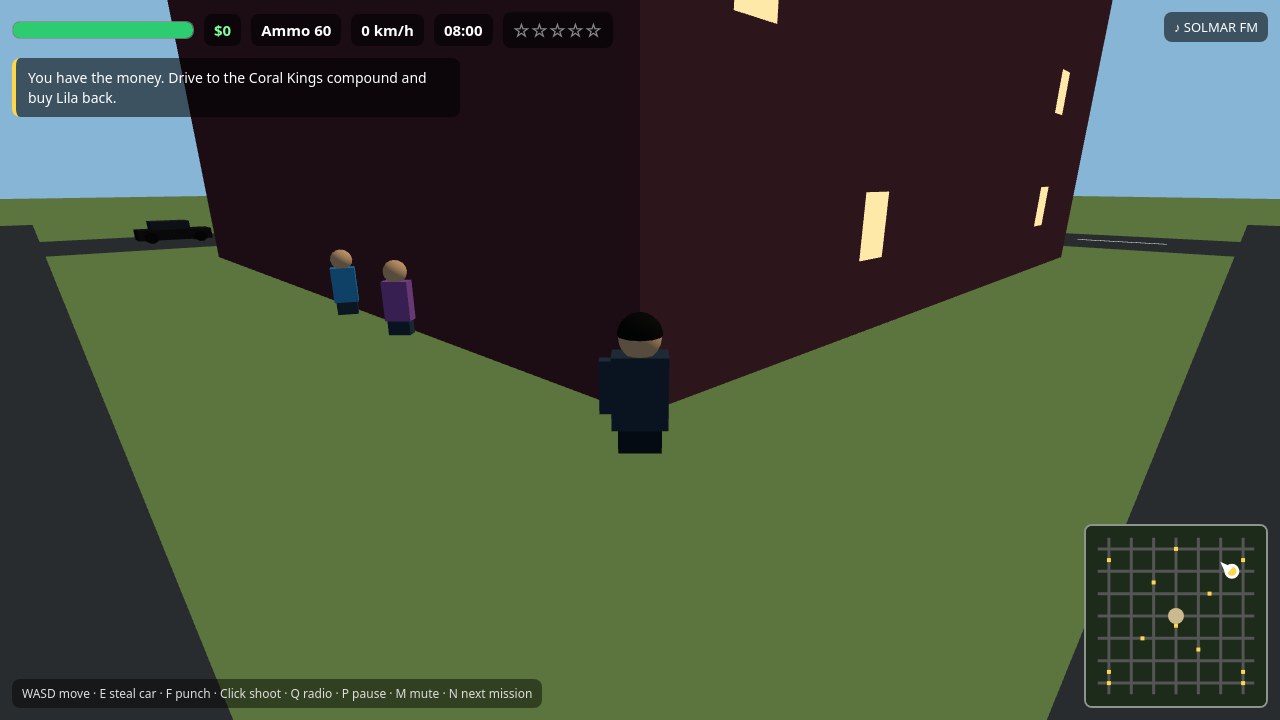 $0
Ammo 60
0 km/h
08:00
☆☆☆☆☆
♪ SOLMAR FM
You have the money. Drive to the Coral Kings compound and
buy Lila back.
WASD move · E steal car · F punch · Click shoot · Q radio · P pause · M mute · N next mission